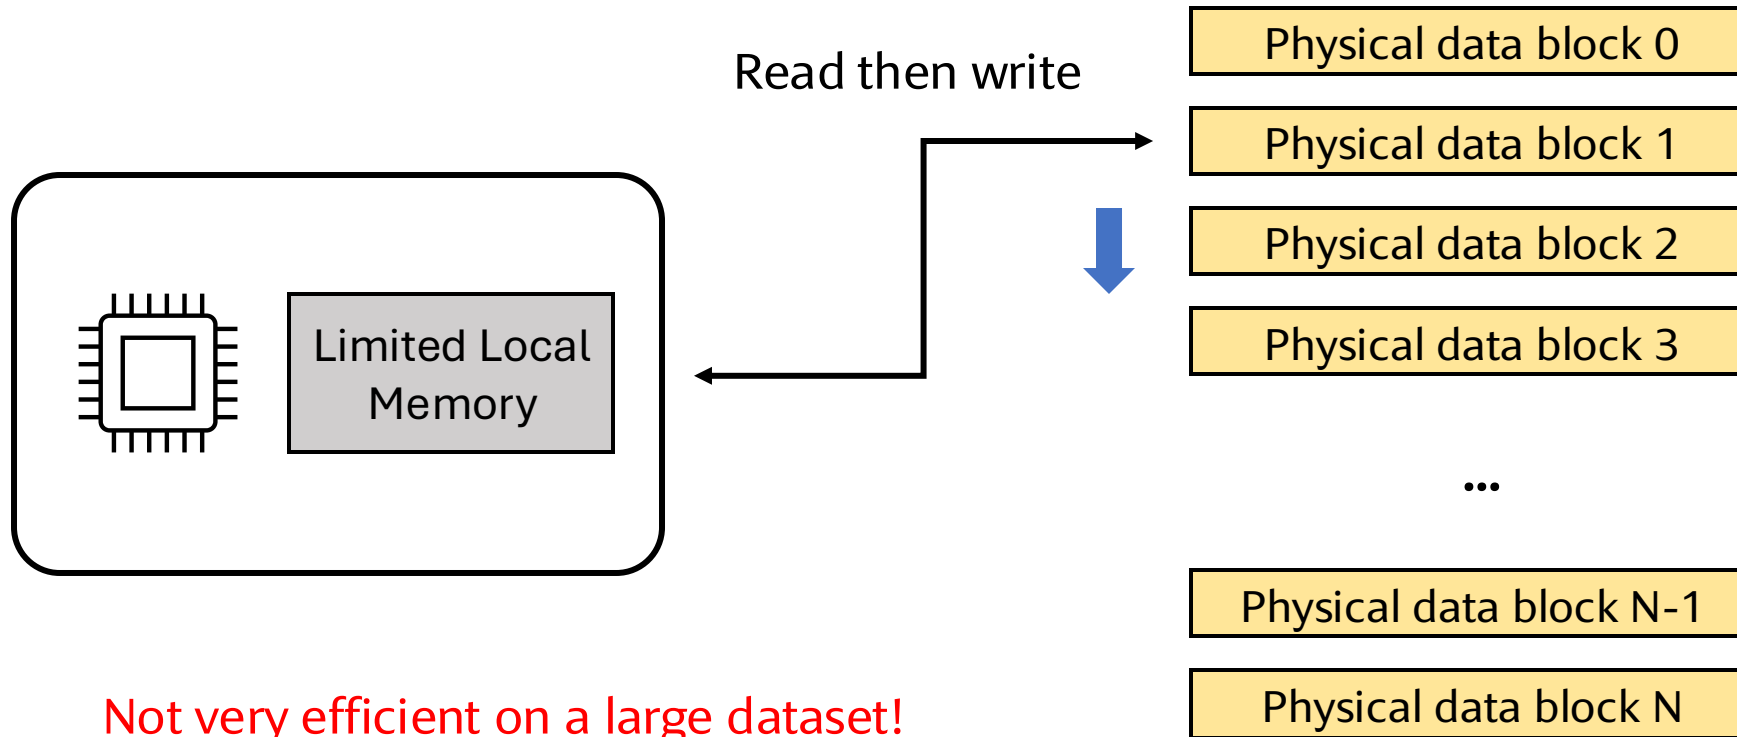 Read then write
Physical data block 0
Physical data block 1
Physical data block 2
Physical data block 3
Limited Local
Memory
...
Physical data block N-1
Physical data block N
Not very efficient on a large dataset!